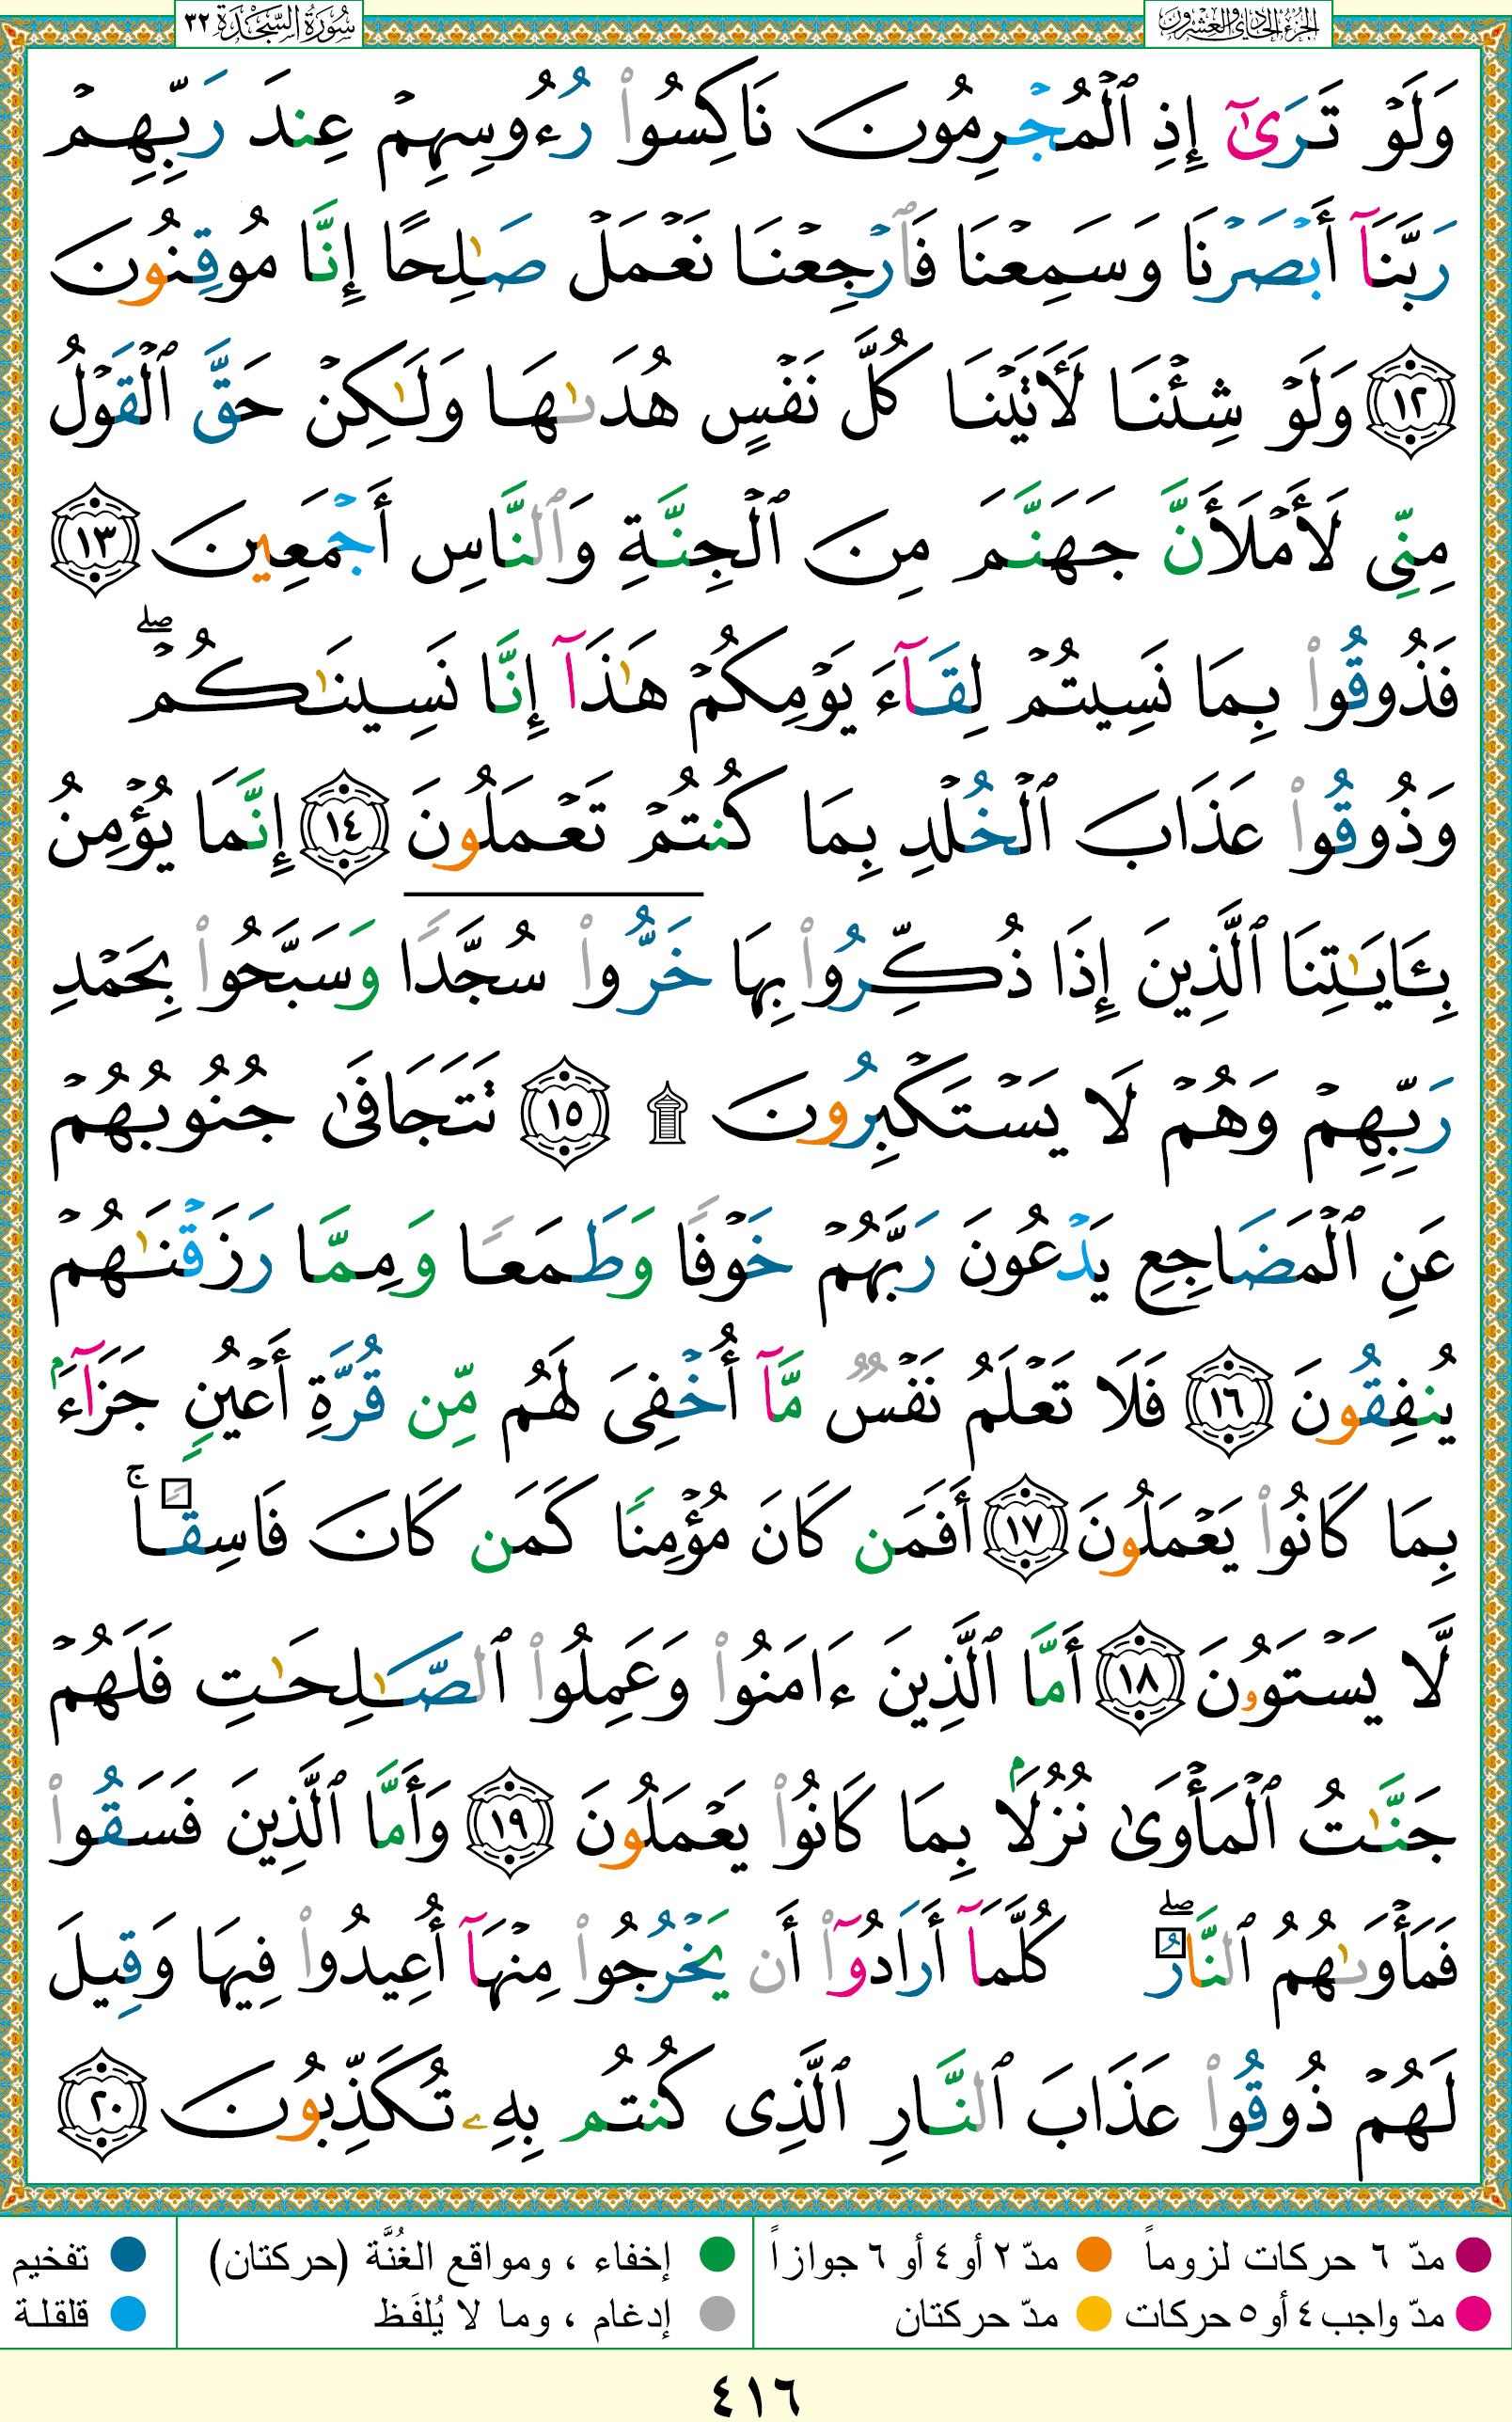 الجزء الحادي والعشرون
سُورَةُ السَّجْدَةِ ٣٢
وَلَوْ تَرَىٰٓ إِذِ ٱلْمُجْرِمُونَ نَاكِسُوا۟ رُءُوسِهِمْ عِندَ رَبِّهِمْ
رَبَّنَآ أَبْصَرْنَا وَسَمِعْنَا فَٱرْجِعْنَا نَعْمَلْ صَـٰلِحًا إِنَّا مُوقِنُونَ
١٢ وَلَوْ شِئْنَا لَـَٔاتَيْنَا كُلَّ نَفْسٍ هُدَىٰهَا وَلَـٰكِنْ حَقَّ ٱلْقَوْلُ
مِنِّى لَأَمْلَأَنَّ جَهَنَّمَ مِنَ ٱلْجِنَّةِ وَٱلنَّاسِ أَجْمَعِينَ ١٣
فَذُوقُوا۟ بِمَا نَسِيتُمْ لِقَآءَ يَوْمِكُمْ هَـٰذَآ إِنَّا نَسِينَـٰكُمْ ۖ
وَذُوقُوا۟ عَذَابَ ٱلْخُلْدِ بِمَا كُنتُمْ تَعْمَلُونَ ١٤ إِنَّمَا يُؤْمِنُ
بِـَٔايَـٰتِنَا ٱلَّذِينَ إِذَا ذُكِّرُوا۟ بِهَا خَرُّوا۟ سُجَّدًا وَسَبَّحُوا۟ بِحَمْدِ
رَبِّهِمْ وَهُمْ لَا يَسْتَكْبِرُونَ ۩ ١٥ تَتَجَافَىٰ جُنُوبُهُمْ
عَنِ ٱلْمَضَاجِعِ يَدْعُونَ رَبَّهُمْ خَوْفًا وَطَمَعًا وَمِمَّا رَزَقْنَـٰهُمْ
يُنفِقُونَ ١٦ فَلَا تَعْلَمُ نَفْسٌ مَّآ أُخْفِىَ لَهُم مِّن قُرَّةِ أَعْيُنٍ جَزَآءًۢ
بِمَا كَانُوا۟ يَعْمَلُونَ ١٧ أَفَمَن كَانَ مُؤْمِنًا كَمَن كَانَ فَاسِقًا ۚ
لَّا يَسْتَوُۥنَ ١٨ أَمَّا ٱلَّذِينَ ءَامَنُوا۟ وَعَمِلُوا۟ ٱلصَّـٰلِحَـٰتِ فَلَهُمْ
جَنَّـٰتُ ٱلْمَأْوَىٰ نُزُلًۢا بِمَا كَانُوا۟ يَعْمَلُونَ ١٩ وَأَمَّا ٱلَّذِينَ فَسَقُوا۟
فَمَأْوَىٰهُمُ ٱلنَّارُ ۖ كُلَّمَآ أَرَادُوٓا۟ أَن يَخْرُجُوا۟ مِنْهَآ أُعِيدُوا۟ فِيهَا وَقِيلَ
لَهُمْ ذُوقُوا۟ عَذَابَ ٱلنَّارِ ٱلَّذِى كُنتُم بِهِۦ تُكَذِّبُونَ ٢٠
مدّ ٦ حركات لزوماً مدّ ٢ أو ٤ أو ٦ جوازاً إخفاء ، ومواقع الغُنَّة (حركتان) تفخيم
مدّ واجب ٤ أو ٥ حركات مدّ حركتان إدغام ، وما لا يُلفَظ قلقلة
٤١٦